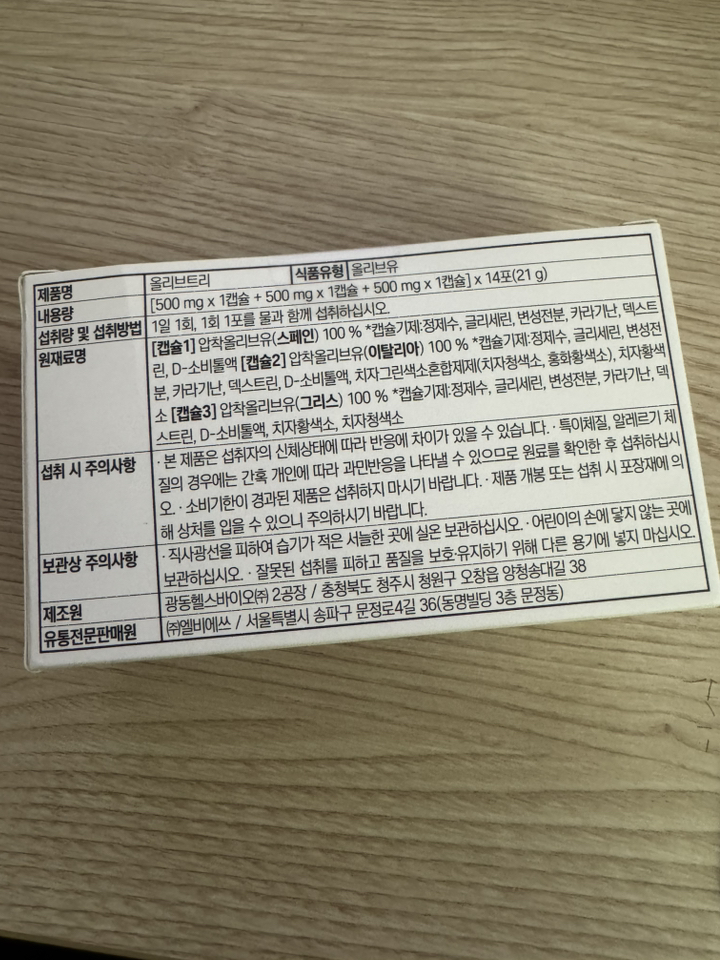 제품명 올리브트리 식품유형 올리브유
내용량 [500 mg x 1캡슐 + 500 mg x 1캡슐 + 500 mg x 1캡슐] x 14포(21 g)
섭취량 및 섭취방법 1일 1회, 1회 1포를 물과 함께 섭취하십시오.
원재료명 [캡슐1] 압착올리브유(스페인) 100 % *캡슐기제:정제수, 글리세린, 변성전분, 카라기난, 덱스트
린, D-소비톨액 [캡슐2] 압착올리브유(이탈리아) 100 % *캡슐기제:정제수, 글리세린, 변성전
분, 카라기난, 덱스트린, D-소비톨액, 치자그린색소혼합제제(치자청색소, 홍화황색소), 치자황색
소 [캡슐3] 압착올리브유(그리스) 100 % *캡슐기제:정제수, 글리세린, 변성전분, 카라기난, 덱
스트린, D-소비톨액, 치자황색소, 치자청색소
섭취 시 주의사항 · 본 제품은 섭취자의 신체상태에 따라 반응에 차이가 있을 수 있습니다. · 특이체질, 알레르기 체
질의 경우에는 간혹 개인에 따라 과민반응을 나타낼 수 있으므로 원료를 확인한 후 섭취하십시
오. · 소비기한이 경과된 제품은 섭취하지 마시기 바랍니다. · 제품 개봉 또는 섭취 시 포장재에 의
해 상처를 입을 수 있으니 주의하시기 바랍니다.
보관상 주의사항 · 직사광선을 피하여 습기가 적은 서늘한 곳에 실온 보관하십시오. · 어린이의 손에 닿지 않는 곳에
보관하십시오. · 잘못된 섭취를 피하고 품질을 보호·유지하기 위해 다른 용기에 넣지 마십시오.
제조원 광동헬스바이오㈜ 2공장 / 충청북도 청주시 청원구 오창읍 양청송대길 38
유통전문판매원 ㈜엘비에쓰 / 서울특별시 송파구 문정로4길 36(동명빌딩 3층 문정동)